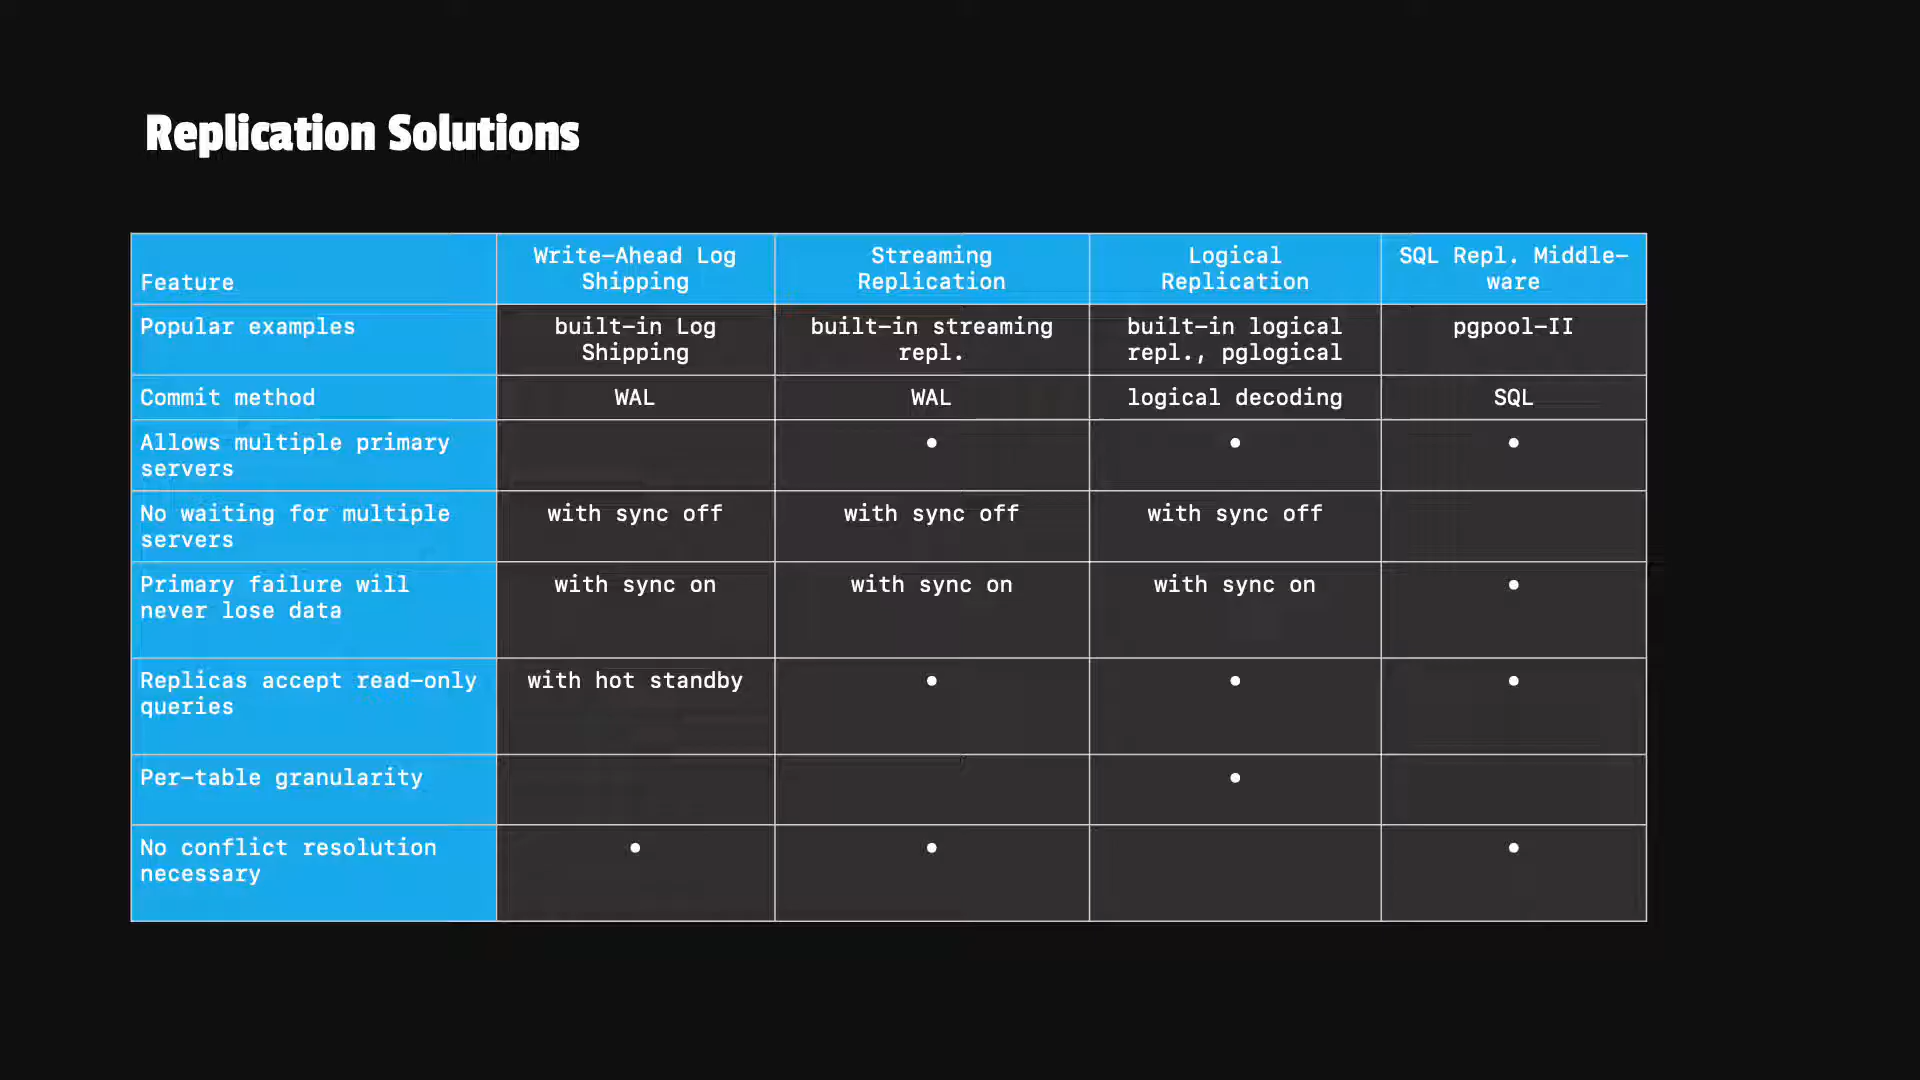 Replication Solutions
Feature
Write-Ahead Log
Shipping
Streaming
Replication
Logical
Replication
SQL Repl. Middle-
ware
Popular examples
built-in Log
Shipping
built-in streaming
repl.
built-in logical
repl., pglogical
pgpool-II
Commit method
WAL
WAL
logical decoding
SQL
Allows multiple primary
servers
•
•
•
No waiting for multiple
servers
with sync off
with sync off
with sync off
Primary failure will
never lose data
with sync on
with sync on
with sync on
•
Replicas accept read-only
queries
with hot standby
•
•
•
Per-table granularity
•
No conflict resolution
necessary
•
•
•